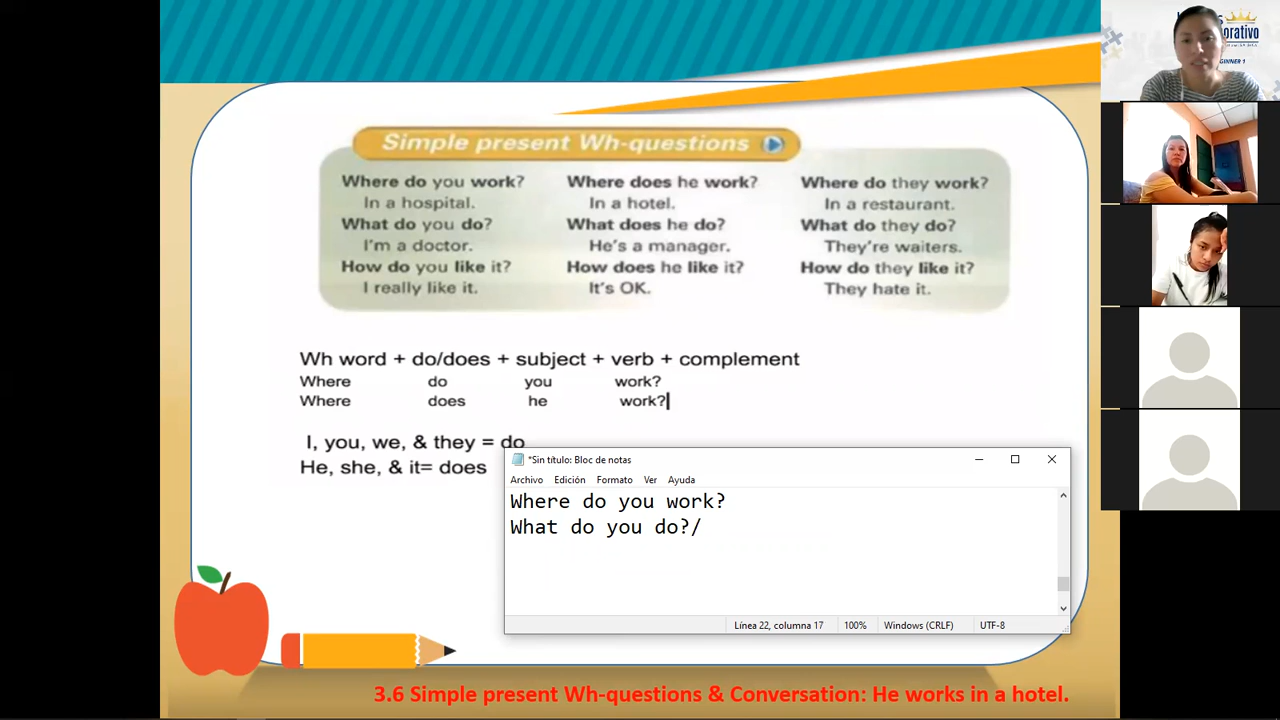 Simple present Wh-questions
Where do you work?
In a hospital.
What do you do?
I'm a doctor.
How do you like it?
I really like it.
Where does he work?
In a hotel.
What does he do?
He's a manager.
How does he like it?
It's OK.
Where do they work?
In a restaurant.
What do they do?
They're waiters.
How do they like it?
They hate it.
Wh word + do/does + subject + verb + complement
Where do you work?
Where does he work?
I, you, we, & they = do
He, she, & it= does
*Sin título: Bloc de notas
Archivo Edición Formato Ver Ayuda
Where do you work?
What do you do?/
Línea 22, columna 17 100% Windows (CRLF) UTF-8
3.6 Simple present Wh-questions & Conversation: He works in a hotel.